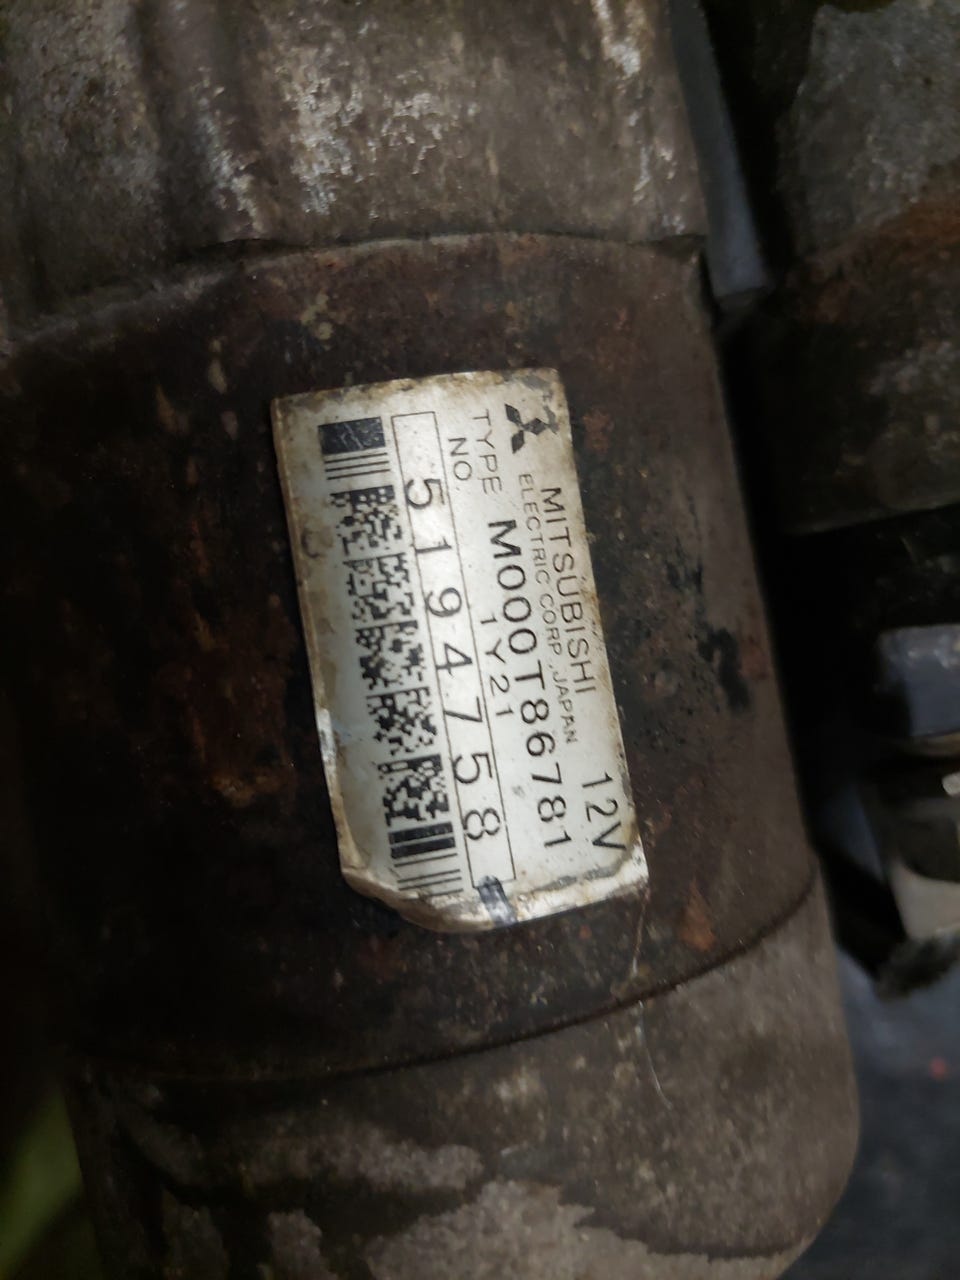 MITSUBISHI 12V
ELECTRIC CORP. JAPAN
TYPE M000T86781
NO. 1Y21
5194758